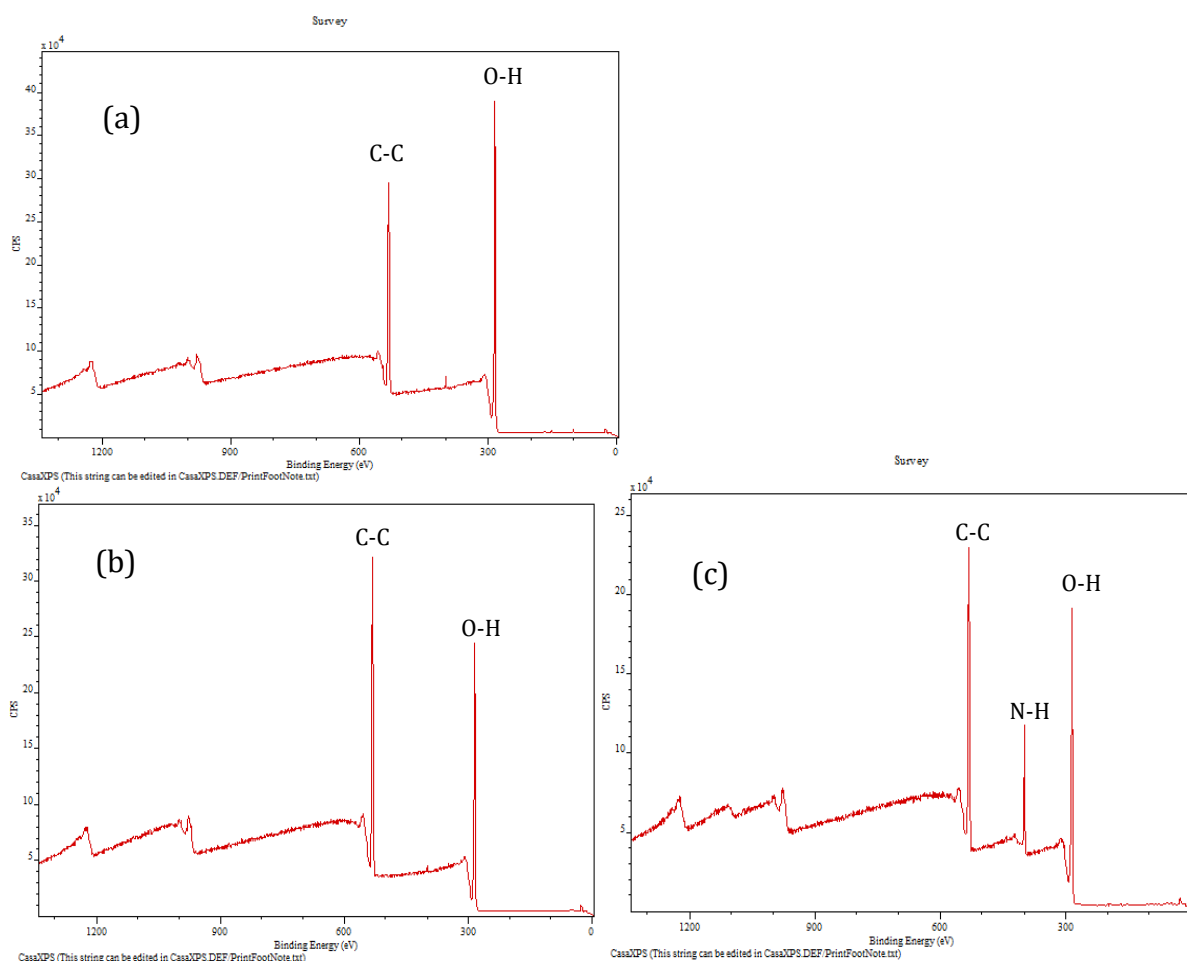 Survey
x 10^4
O-H
(a)
C-C
40
35
30
25
20
15
10
5
CPS
1200
900
600
300
0
Binding Energy (eV)
CasaXPS (This string can be edited in CasaXPS.DEF/PrintFootNote.txt)
x 10^4
C-C
(b)
O-H
35
30
25
20
15
10
5
CPS
1200
900
600
300
0
Binding Energy (eV)
CasaXPS (This string can be edited in CasaXPS.DEF/PrintFootNote.txt)
Survey
x 10^4
C-C
(c)
O-H
N-H
25
20
15
10
5
CPS
1200
900
600
300
Binding Energy (eV)
CasaXPS (This string can be edited in CasaXPS.DEF/PrintFootNote.txt)